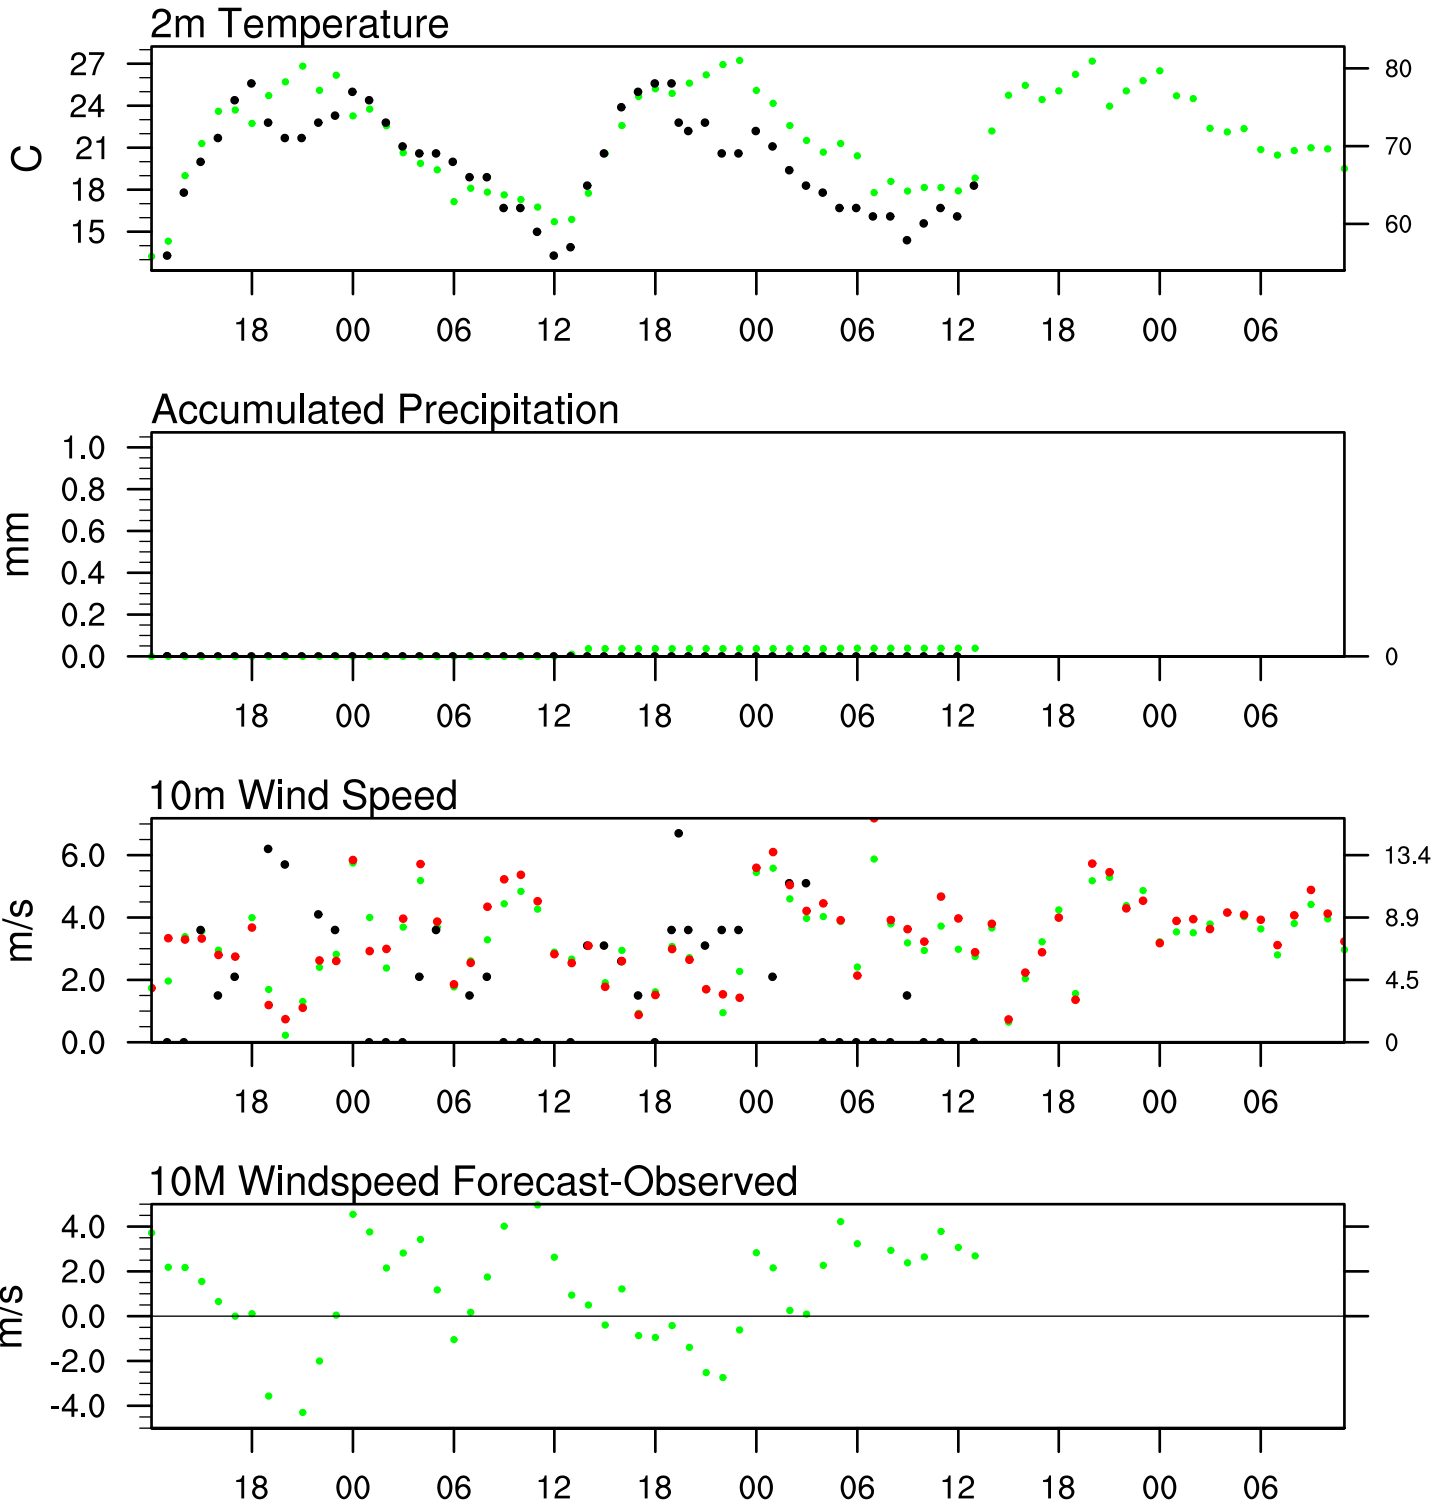 2m Temperature
C
27
24
21
18
15
80
70
60
18 00 06 12 18 00 06 12 18 00 06
Accumulated Precipitation
mm
1.0
0.8
0.6
0.4
0.2
0.0
0
18 00 06 12 18 00 06 12 18 00 06
10m Wind Speed
m/s
6.0
4.0
2.0
0.0
13.4
8.9
4.5
0
18 00 06 12 18 00 06 12 18 00 06
10M Windspeed Forecast-Observed
m/s
4.0
2.0
0.0
-2.0
-4.0
18 00 06 12 18 00 06 12 18 00 06